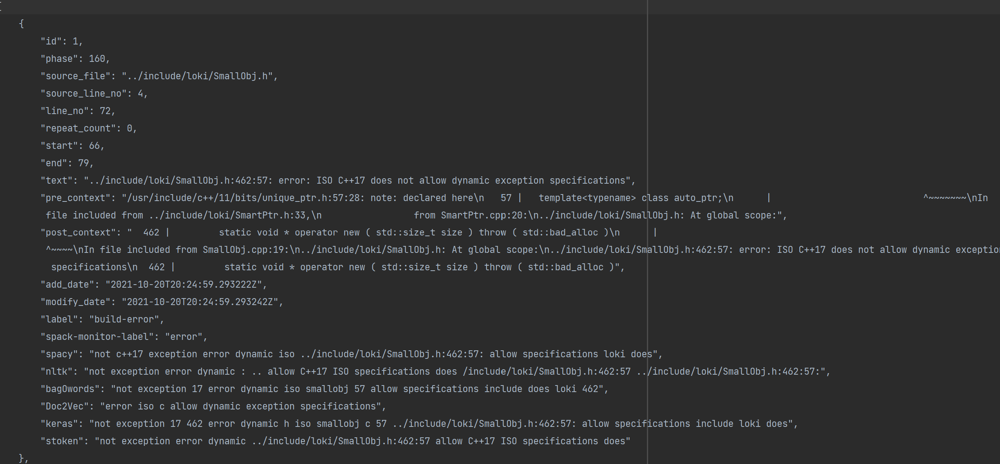 [
{
"id": 1,
"phase": 160,
"source_file": "../include/loki/SmallObj.h",
"source_line_no": 4,
"line_no": 72,
"repeat_count": 0,
"start": 66,
"end": 79,
"text": "../include/loki/SmallObj.h:462:57: error: ISO C++17 does not allow dynamic exception specifications",
"pre_context": "/usr/include/c++/11/bits/unique_ptr.h:57:28: note: declared here\n   57 |   template<typename> class auto_ptr;\n      |                            ^~~~~~~~\nIn
file included from ../include/loki/SmartPtr.h:33,\n                 from SmartPtr.cpp:20:\n../include/loki/SmallObj.h: At global scope:",
"post_context": "  462 |         static void * operator new ( std::size_t size ) throw ( std::bad_alloc )\n      |
^~~~~\nIn file included from SmallObj.cpp:19:\n../include/loki/SmallObj.h: At global scope:\n../include/loki/SmallObj.h:462:57: error: ISO C++17 does not allow dynamic exception
specifications\n  462 |         static void * operator new ( std::size_t size ) throw ( std::bad_alloc )",
"add_date": "2021-10-20T20:24:59.293222Z",
"modify_date": "2021-10-20T20:24:59.293242Z",
"label": "build-error",
"spack-monitor-label": "error",
"spacy": "not c++17 exception error dynamic iso ../include/loki/SmallObj.h:462:57: allow specifications loki does",
"nltk": "not exception error dynamic : .. allow C++17 ISO specifications does /include/loki/SmallObj.h:462:57 ../include/loki/SmallObj.h:462:57:",
"bagOwords": "not exception 17 error dynamic iso smallobj 57 allow specifications include does loki 462",
"Doc2Vec": "error iso c allow dynamic exception specifications",
"keras": "not exception 17 462 error dynamic h iso smallobj c 57 ../include/loki/SmallObj.h:462:57: allow specifications include loki does",
"stoken": "not exception error dynamic ../include/loki/SmallObj.h:462:57 allow C++17 ISO specifications does"
},